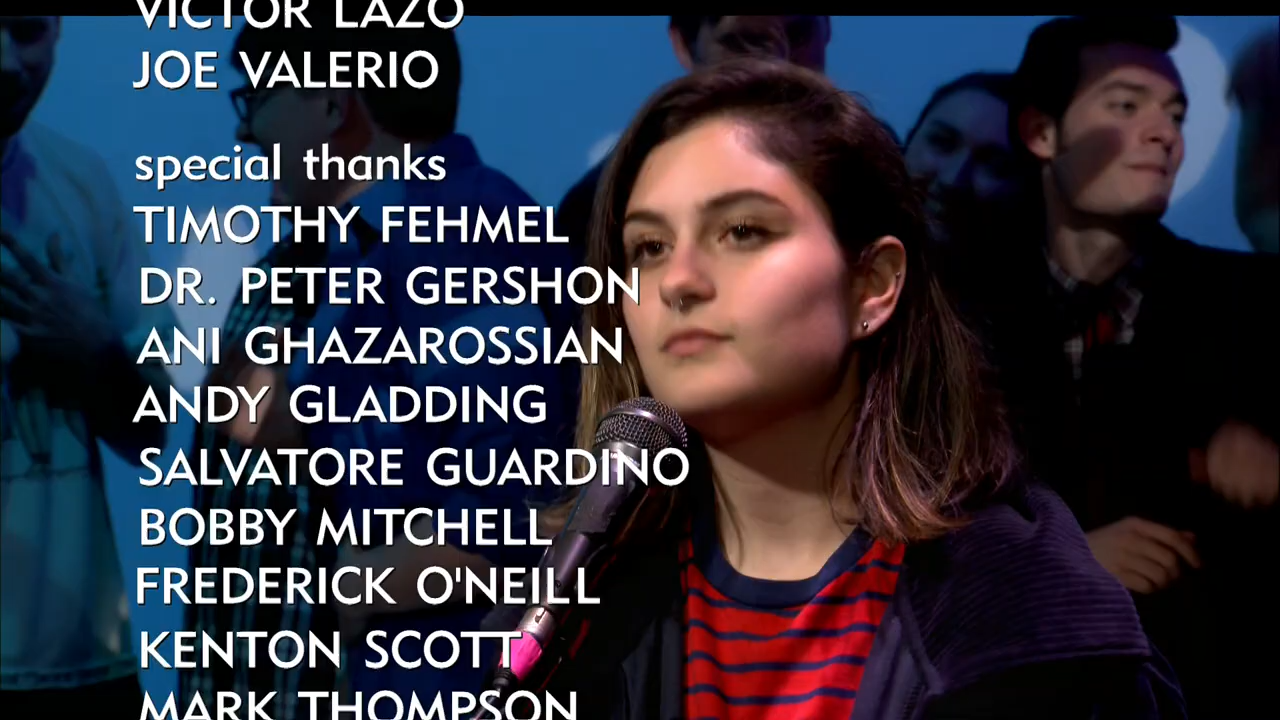 VICTOR LAZO
JOE VALERIO
special thanks
TIMOTHY FEHMEL
DR. PETER GERSHON
ANI GHAZAROSSIAN
ANDY GLADDING
SALVATORE GUARDINO
BOBBY MITCHELL
FREDERICK O'NEILL
KENTON SCOTT
MARK THOMPSON